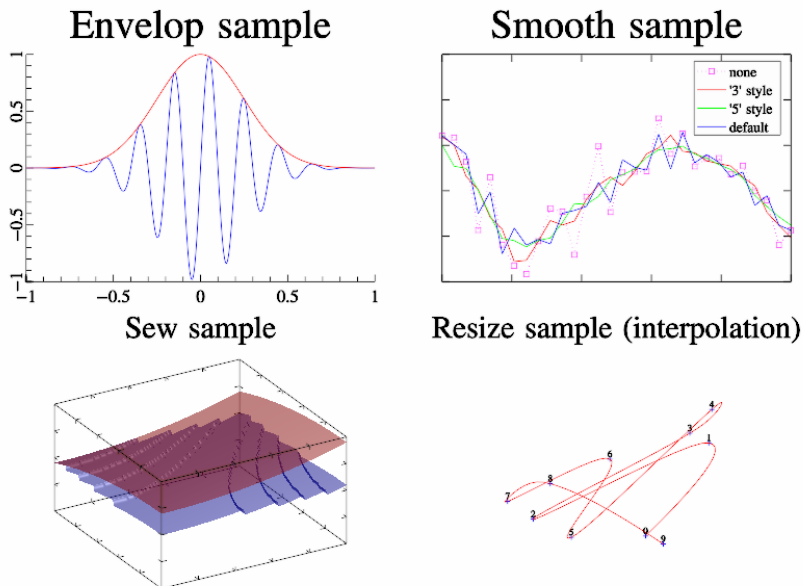 Envelop sample
Smooth sample
1
0.5
0
−0.5
−1
−1
−0.5
0
0.5
1
none
'3' style
'5' style
default
Sew sample
Resize sample (interpolation)
4
3
1
6
8
7
2
5
0
9